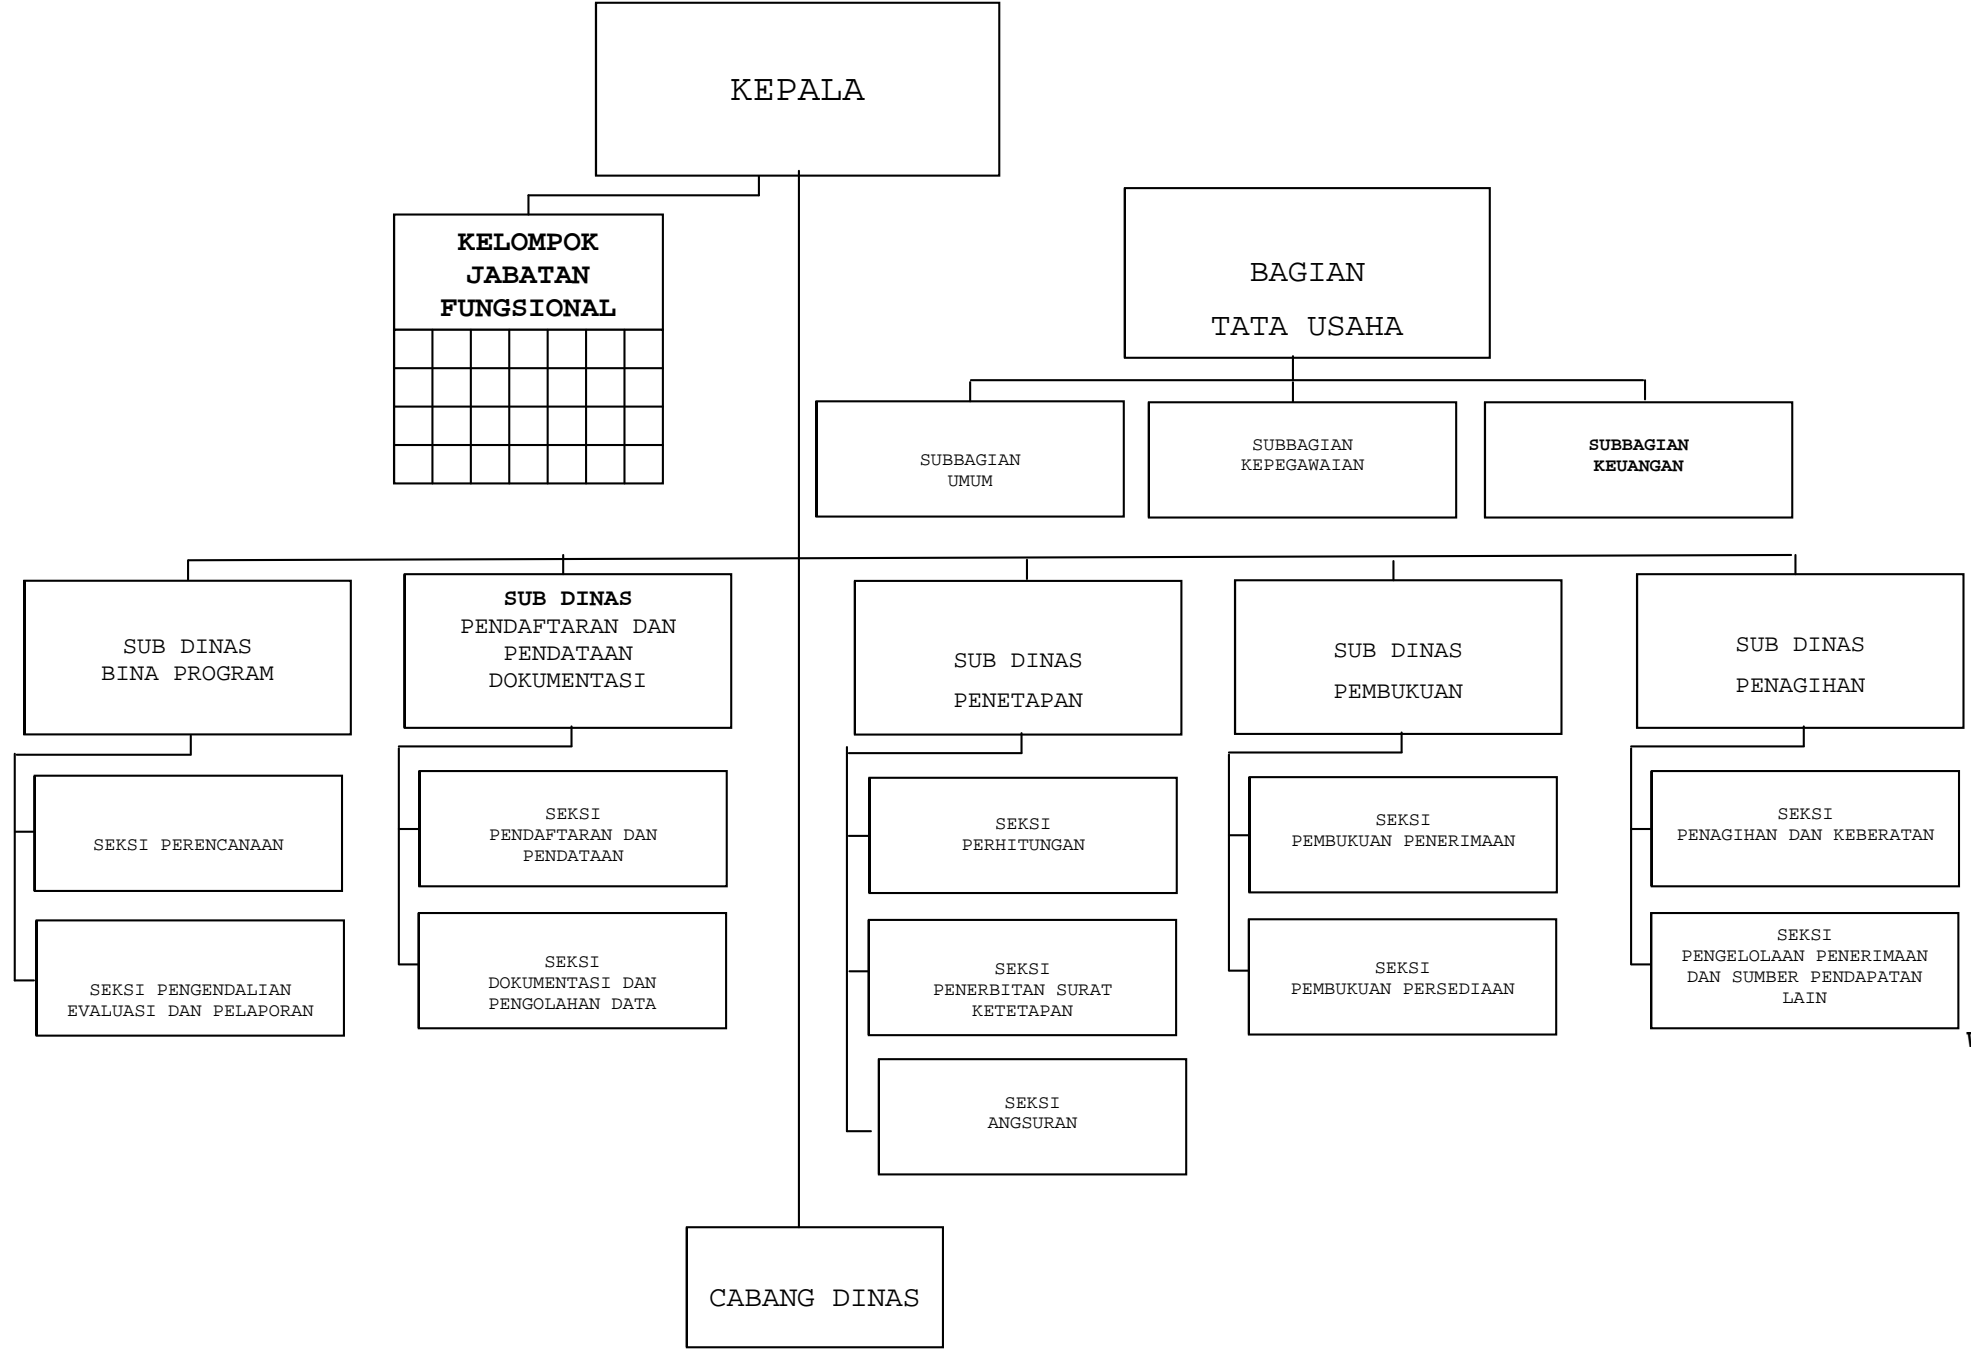 KEPALA
KELOMPOK
JABATAN
FUNGSIONAL
BAGIAN
TATA USAHA
SUBBAGIAN
UMUM
SUBBAGIAN
KEPEGAWAIAN
SUBBAGIAN
KEUANGAN
SUB DINAS
BINA PROGRAM
SUB DINAS
PENDAFTARAN DAN
PENDATAAN
DOKUMENTASI
SUB DINAS
PENETAPAN
SUB DINAS
PEMBUKUAN
SUB DINAS
PENAGIHAN
SEKSI PERENCANAAN
SEKSI PENGENDALIAN
EVALUASI DAN PELAPORAN
SEKSI
PENDAFTARAN DAN
PENDATAAN
SEKSI
DOKUMENTASI DAN
PENGOLAHAN DATA
SEKSI
PERHITUNGAN
SEKSI
PENERBITAN SURAT
KETETAPAN
SEKSI
ANGSURAN
SEKSI
PEMBUKUAN PENERIMAAN
SEKSI
PEMBUKUAN PERSEDIAAN
SEKSI
PENAGIHAN DAN KEBERATAN
SEKSI
PENGELOLAAN PENERIMAAN
DAN SUMBER PENDAPATAN
LAIN
CABANG DINAS